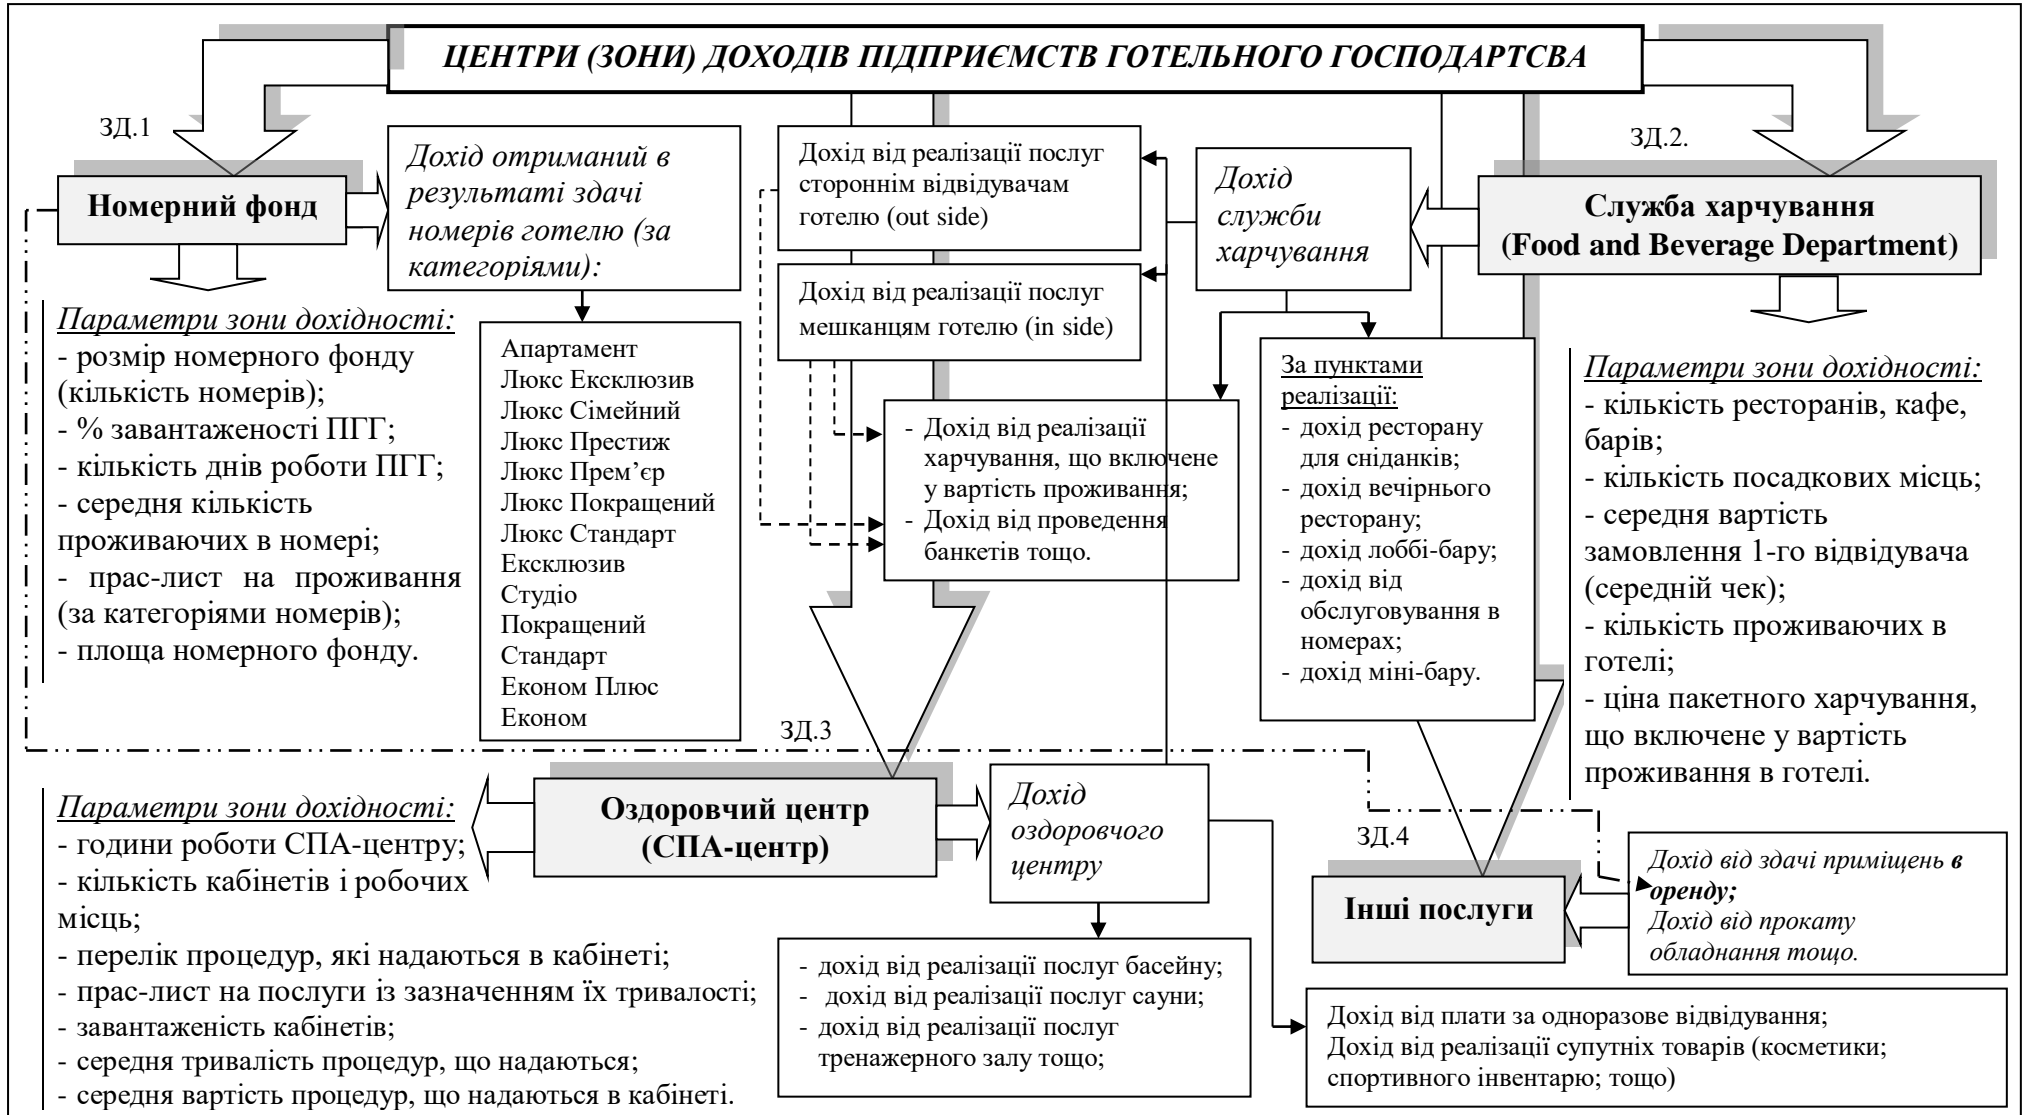 ЦЕНТРИ (ЗОНИ) ДОХОДІВ ПІДПРИЄМСТВ ГОТЕЛЬНОГО ГОСПОДАРТСВА
ЗД.1
Номерний фонд
Дохід отриманий в
результаті здачі
номерів готелю (за
категоріями):
Параметри зони дохідності:
- розмір номерного фонду
(кількість номерів);
- % завантаженості ПГГ;
- кількість днів роботи ПГГ;
- середня кількість
проживаючих в номері;
- прас-лист на проживання
(за категоріями номерів);
- площа номерного фонду.
Апартамент
Люкс Ексклюзив
Люкс Сімейний
Люкс Престиж
Люкс Прем’єр
Люкс Покращений
Люкс Стандарт
Ексклюзив
Студіо
Покращений
Стандарт
Економ Плюс
Економ
Дохід від реалізації послуг
стороннім відвідувачам
готелю (out side)
Дохід від реалізації послуг
мешканцям готелю (in side)
Дохід
служби
харчування
ЗД.2.
Служба харчування
(Food and Beverage Department)
- Дохід від реалізації
харчування, що включене
у вартість проживання;
- Дохід від проведення
банкетів тощо.
За пунктами
реалізації:
- дохід ресторану
для сніданків;
- дохід вечірнього
ресторану;
- дохід лоббі-бару;
- дохід від
обслуговування в
номерах;
- дохід міні-бару.
Параметри зони дохідності:
- кількість ресторанів, кафе,
барів;
- кількість посадкових місць;
- середня вартість
замовлення 1-го відвідувача
(середній чек);
- кількість проживаючих в
готелі;
- ціна пакетного харчування,
що включене у вартість
проживання в готелі.
ЗД.3
Оздоровчий центр
(СПА-центр)
Дохід
оздоровчого
центру
Параметри зони дохідності:
- години роботи СПА-центру;
- кількість кабінетів і робочих
місць;
- перелік процедур, які надаються в кабінеті;
- прас-лист на послуги із зазначенням їх тривалості;
- завантаженість кабінетів;
- середня тривалість процедур, що надаються;
- середня вартість процедур, що надаються в кабінеті.
- дохід від реалізації послуг басейну;
- дохід від реалізації послуг сауни;
- дохід від реалізації послуг
тренажерного залу тощо;
ЗД.4
Інші послуги
Дохід від здачі приміщень в
оренду;
Дохід від прокату
обладнання тощо.
Дохід від плати за одноразове відвідування;
Дохід від реалізації супутніх товарів (косметики;
спортивного інвентарю; тощо)